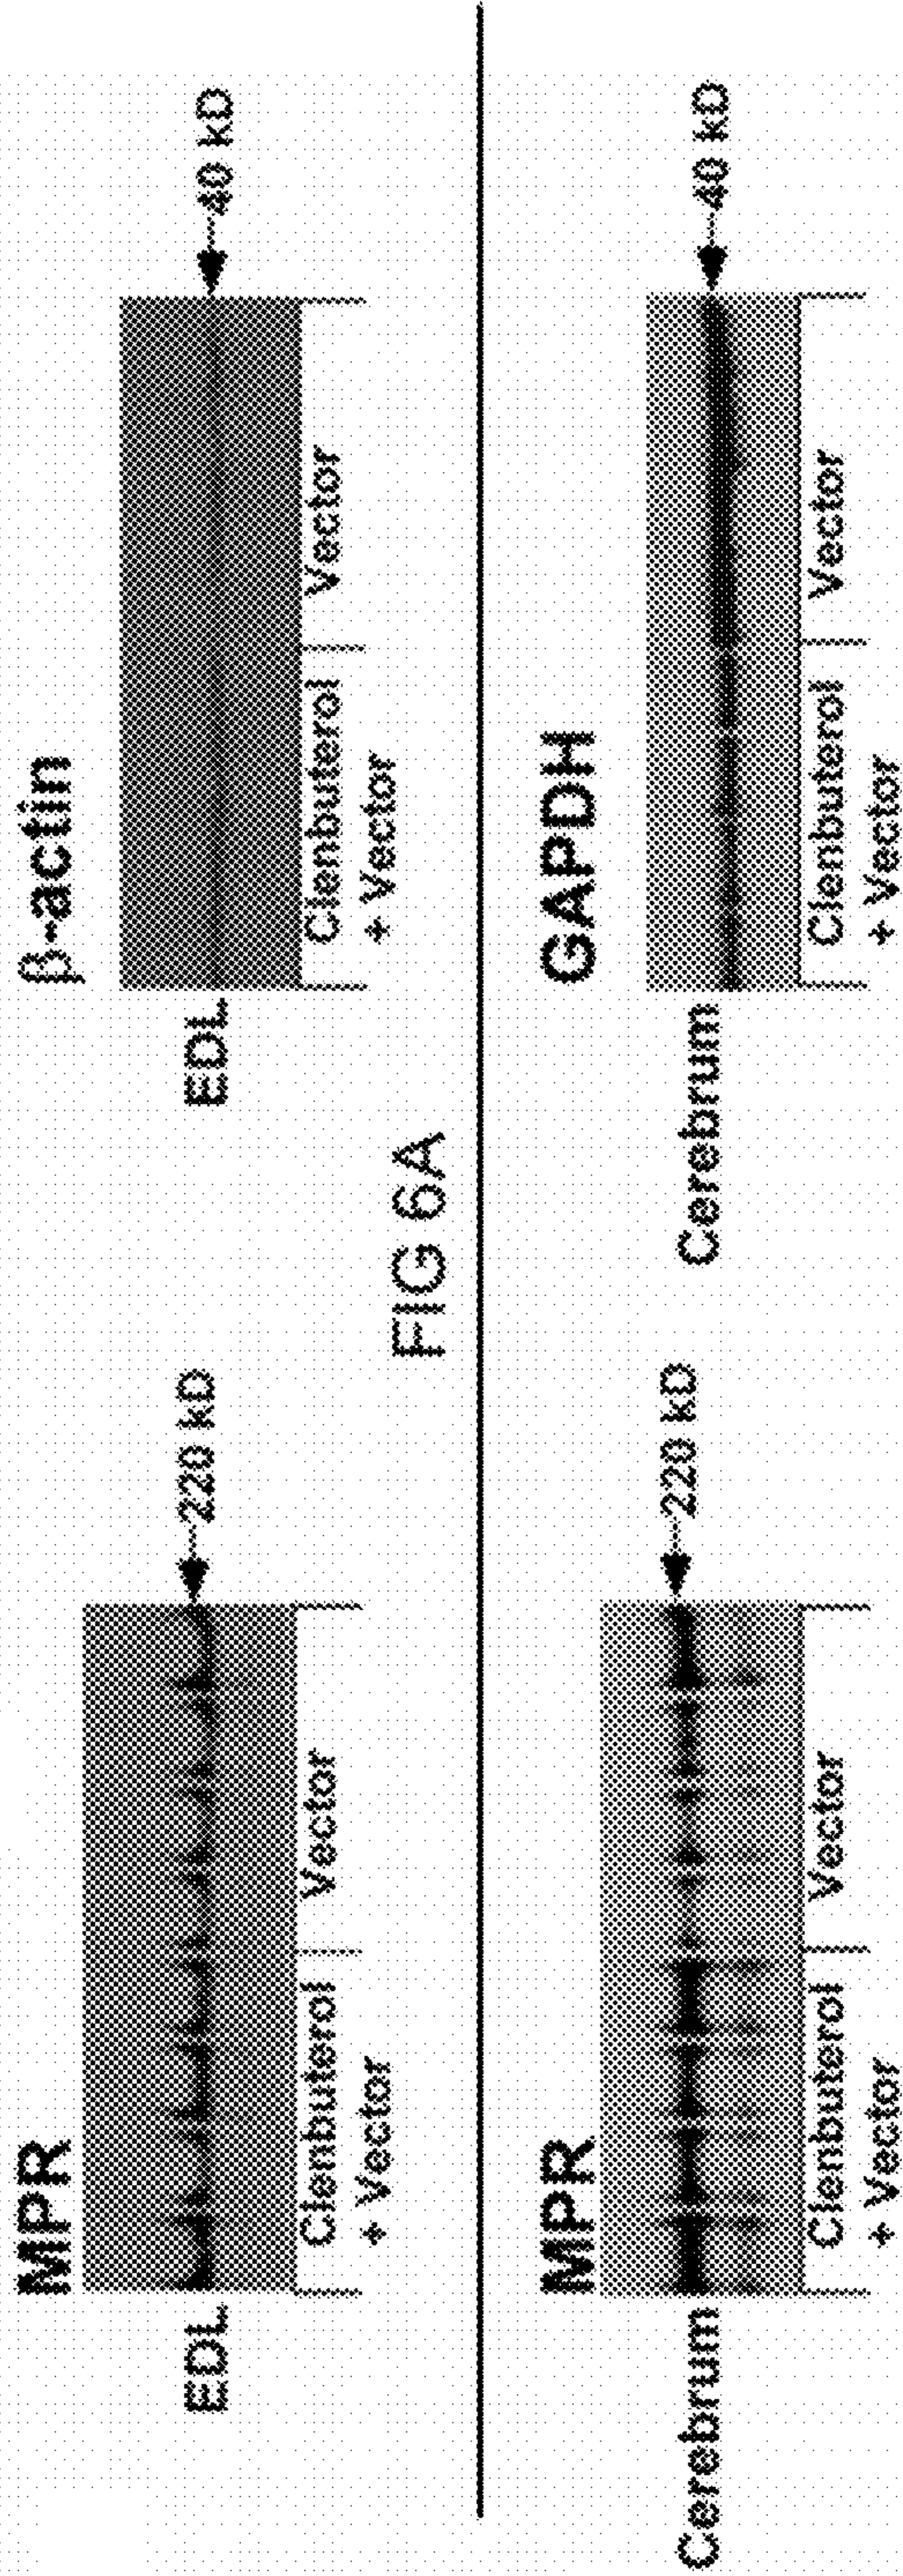 MPR
EDL
220 kD
Clenbuterol
+ Vector
Vector
β-actin
EDL
40 kD
Clenbuterol
+ Vector
Vector
FIG 6A
MPR
Cerebrum
220 kD
Clenbuterol
+ Vector
Vector
GAPDH
Cerebrum
40 kD
Clenbuterol
+ Vector
Vector